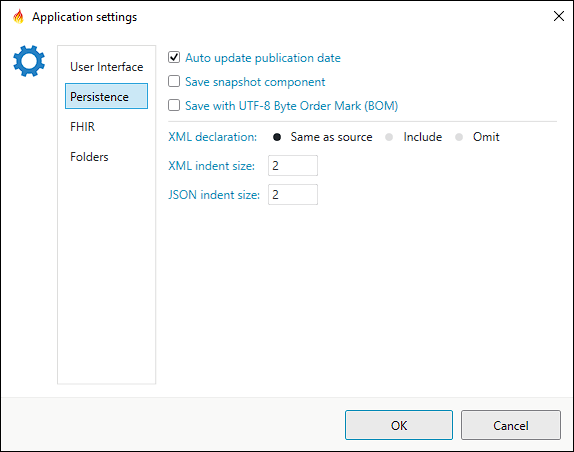 Application settings
User Interface
Persistence
FHIR
Folders
Auto update publication date
Save snapshot component
Save with UTF-8 Byte Order Mark (BOM)
XML declaration: Same as source Include Omit
XML indent size: 2
JSON indent size: 2
OK Cancel